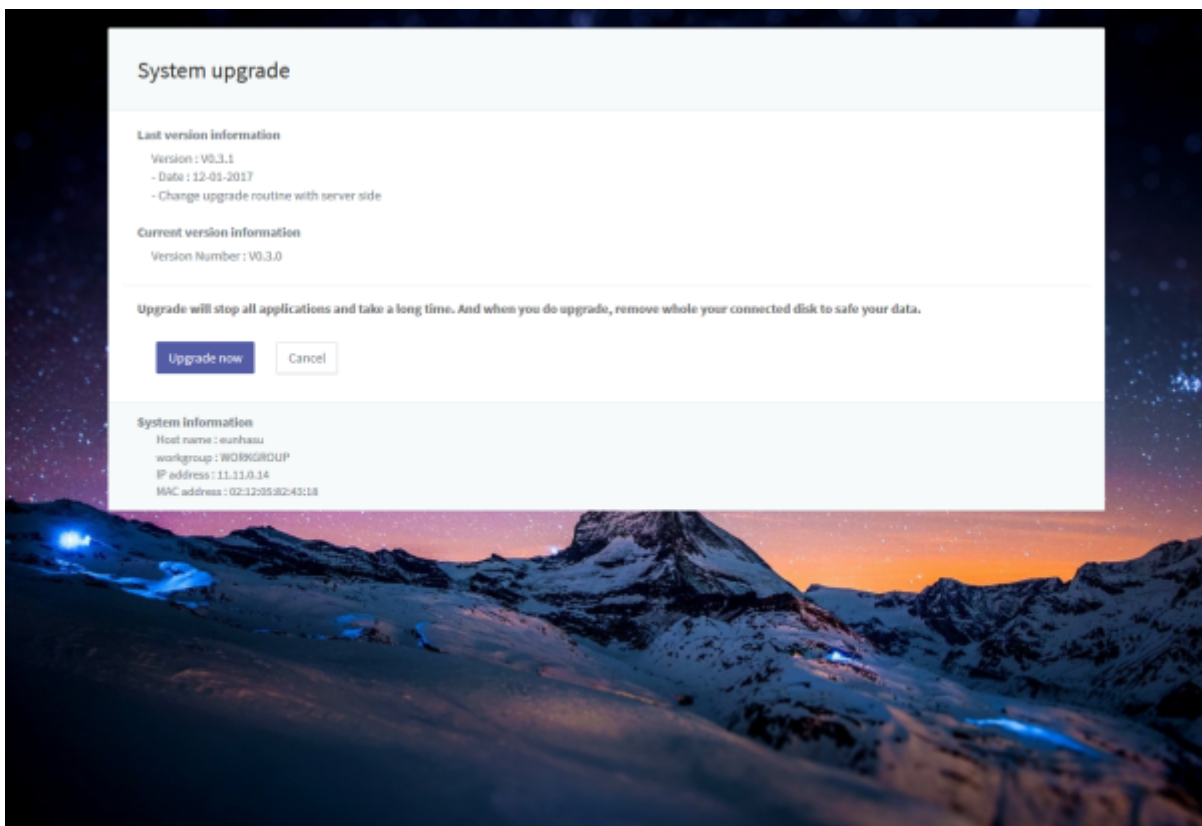 System upgrade
Last version information
Version : V0.3.1
- Date : 12-01-2017
- Change upgrade routine with server side
Current version information
Version Number : V0.3.0
Upgrade will stop all applications and take a long time. And when you do upgrade, remove whole your connected disk to safe your data.
Upgrade now
Cancel
System information
Host name : eunhasu
workgroup : WORKGROUP
IP address : 11.11.0.14
MAC address : 02:12:05:82:43:18